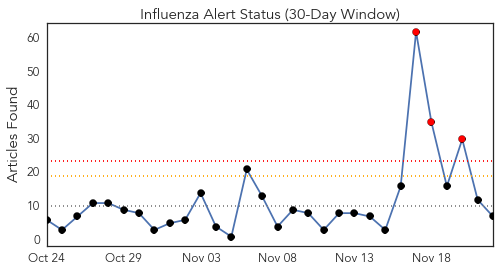 Influenza Alert Status (30-Day Window)
Articles Found
60
50
40
30
20
10
0
Oct 24
Oct 29
Nov 03
Nov 08
Nov 13
Nov 18